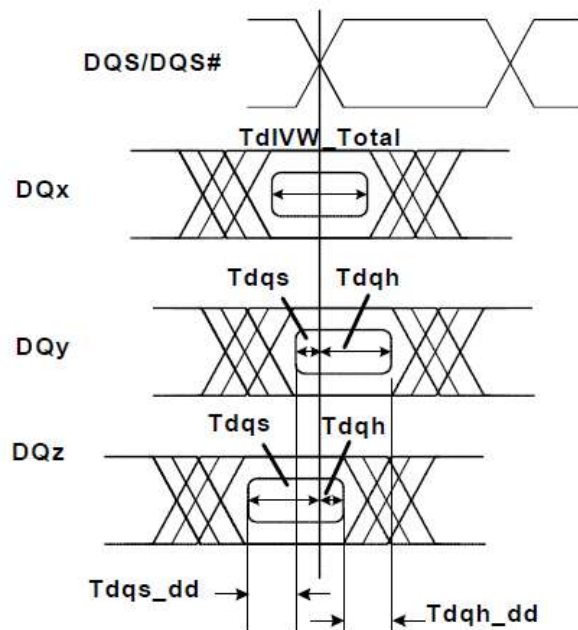 DQS/DQS#
TdIVW_Total
DQx
Tdqs Tdqh
DQy
Tdqs Tdqh
DQz
Tdqs_dd
Tdqh_dd